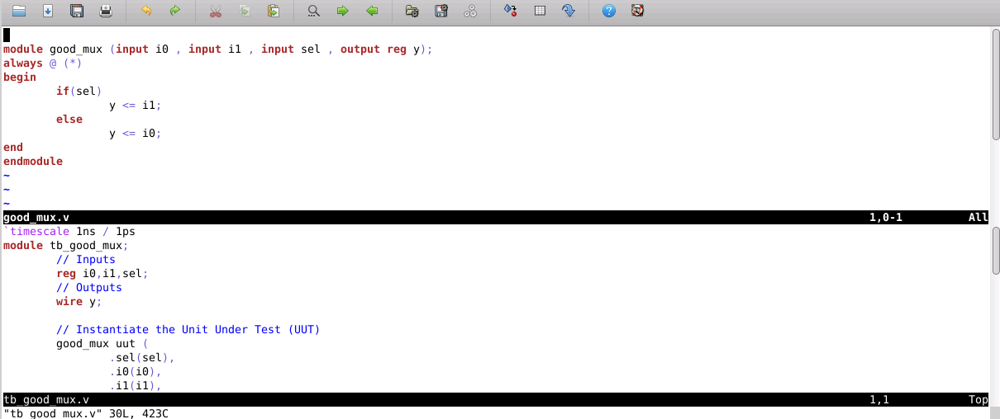 module good_mux (input i0 , input i1 , input sel , output reg y);
always @ (*)
begin
        if(sel)
                y <= i1;
        else
                y <= i0;
end
endmodule
~
~
~
good_mux.v 1,0-1 All
`timescale 1ns / 1ps
module tb_good_mux;
        // Inputs
        reg i0,i1,sel;
        // Outputs
        wire y;
        // Instantiate the Unit Under Test (UUT)
        good_mux uut (
                .sel(sel),
                .i0(i0),
                .i1(i1),
tb_good_mux.v 1,1 Top
"tb_good_mux.v" 30L, 423C